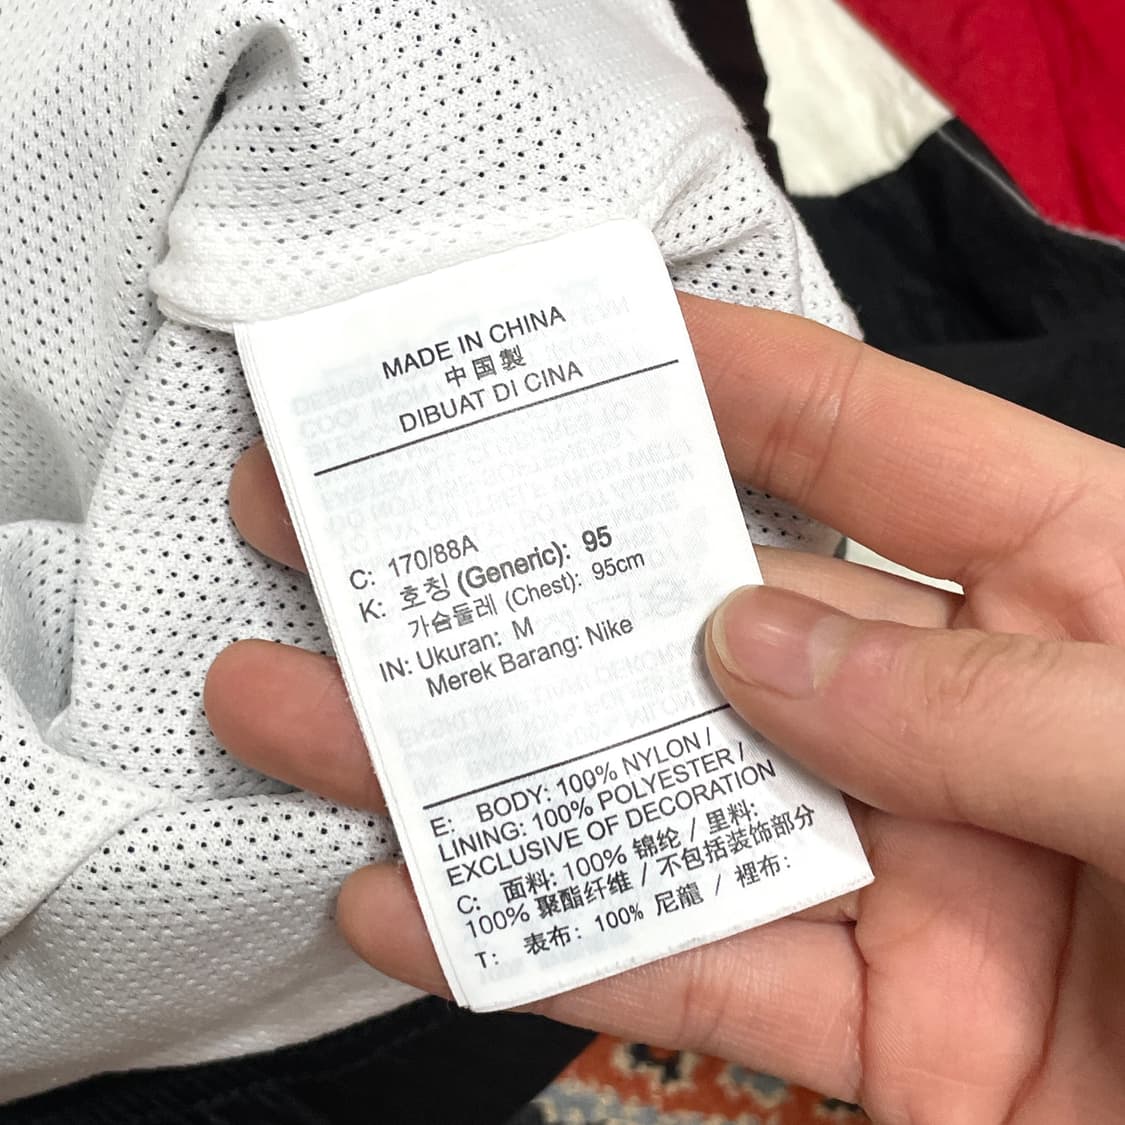 MADE IN CHINA
中国製
DIBUAT DI CINA
C: 170/88A
K: 호칭 (Generic): 95
가슴둘레 (Chest): 95cm
IN: Ukuran: M
Merek Barang: Nike
E: BODY: 100% NYLON /
LINING: 100% POLYESTER /
EXCLUSIVE OF DECORATION
C: 面料: 100% 锦纶 / 里料:
100% 聚酯纤维 / 不包括装饰部分
T: 表布: 100% 尼龍 / 裡布: